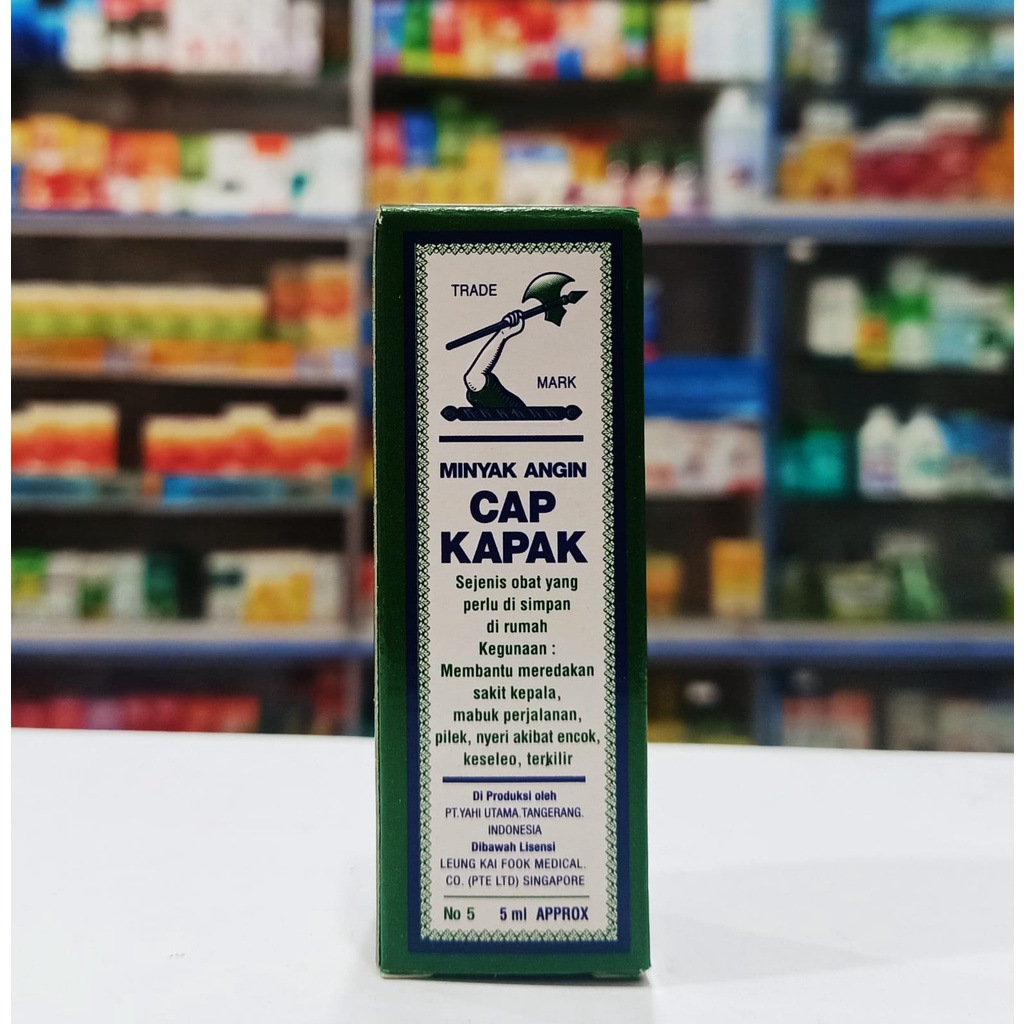 TRADE
MARK
MINYAK ANGIN
CAP
KAPAK
Sejenis obat yang
perlu di simpan
di rumah
Kegunaan :
Membantu meredakan
sakit kepala,
mabuk perjalanan,
pilek, nyeri akibat encok,
keseleo, terkilir
Di Produksi oleh
PT.YAHI UTAMA.TANGERANG.
INDONESIA
Dibawah Lisensi
LEUNG KAI FOOK MEDICAL.
CO. (PTE LTD) SINGAPORE
No 5 5 ml APPROX